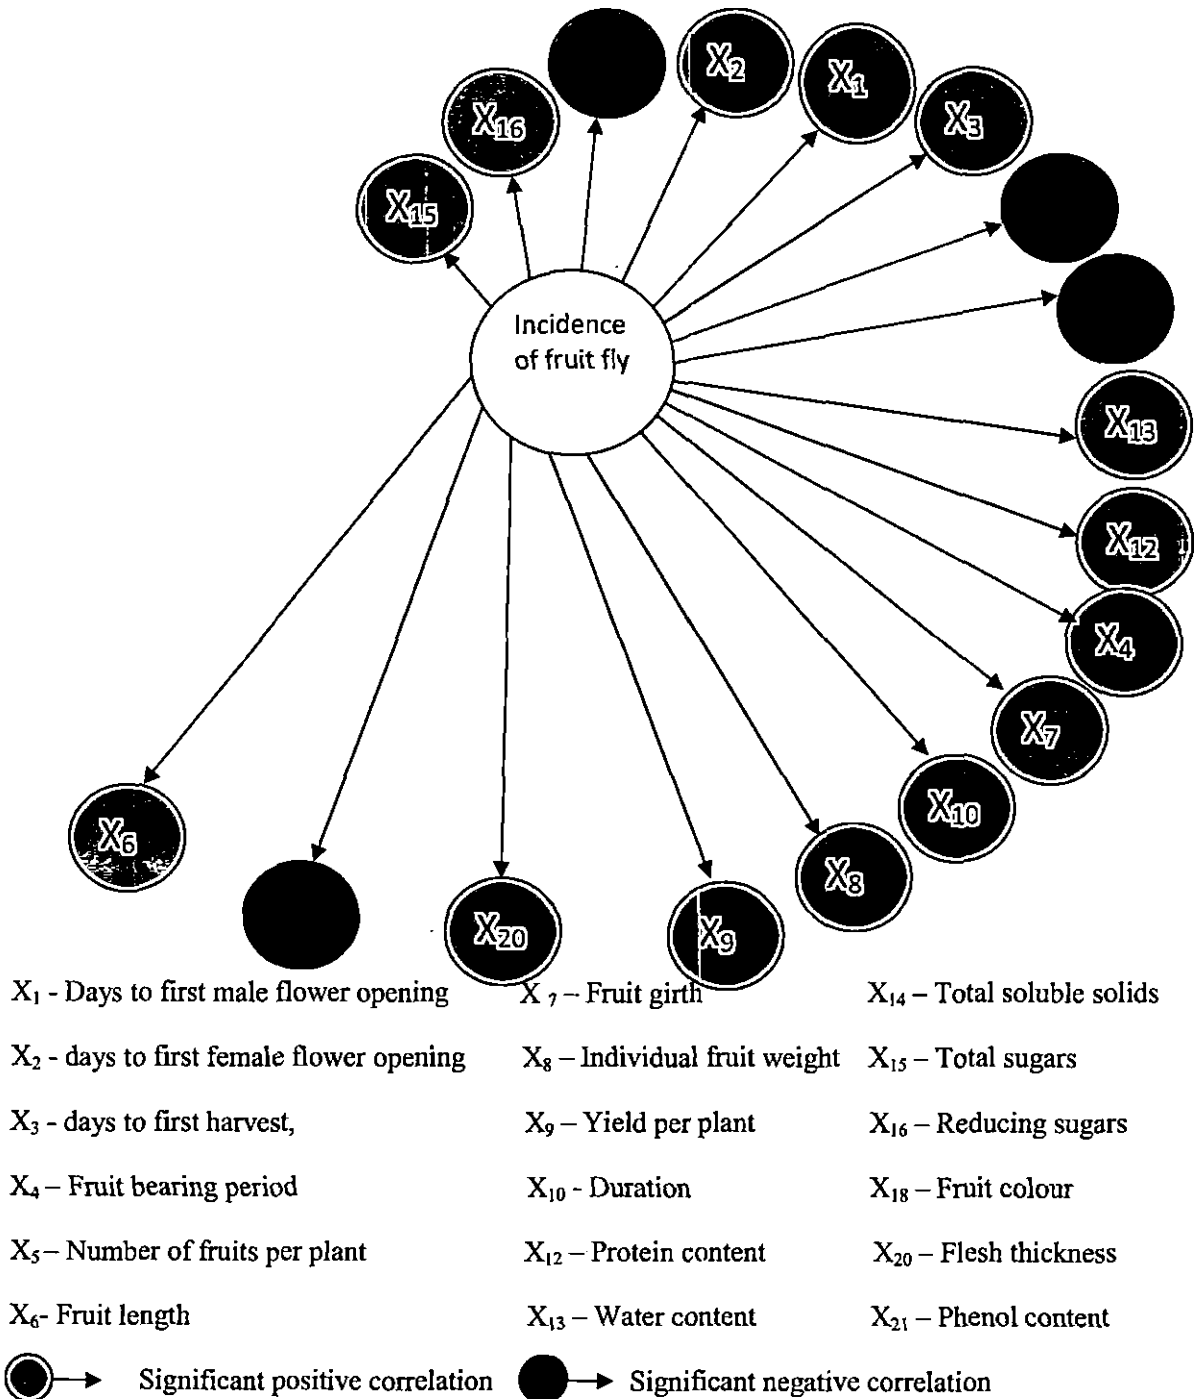 X2
X1
X16
X3
X15
Incidence
of fruit fly
X13
X12
X4
X7
X10
X6
X8
X20
X9
X₁ - Days to first male flower opening
X₂ - days to first female flower opening
X₃ - days to first harvest,
X₄ – Fruit bearing period
X₅ – Number of fruits per plant
X₆- Fruit length
X ₇ – Fruit girth
X₈ – Individual fruit weight
X₉ – Yield per plant
X₁₀ - Duration
X₁₂ – Protein content
X₁₃ – Water content
X₁₄ – Total soluble solids
X₁₅ – Total sugars
X₁₆ – Reducing sugars
X₁₈ – Fruit colour
X₂₀ – Flesh thickness
X₂₁ – Phenol content
Significant positive correlation
Significant negative correlation